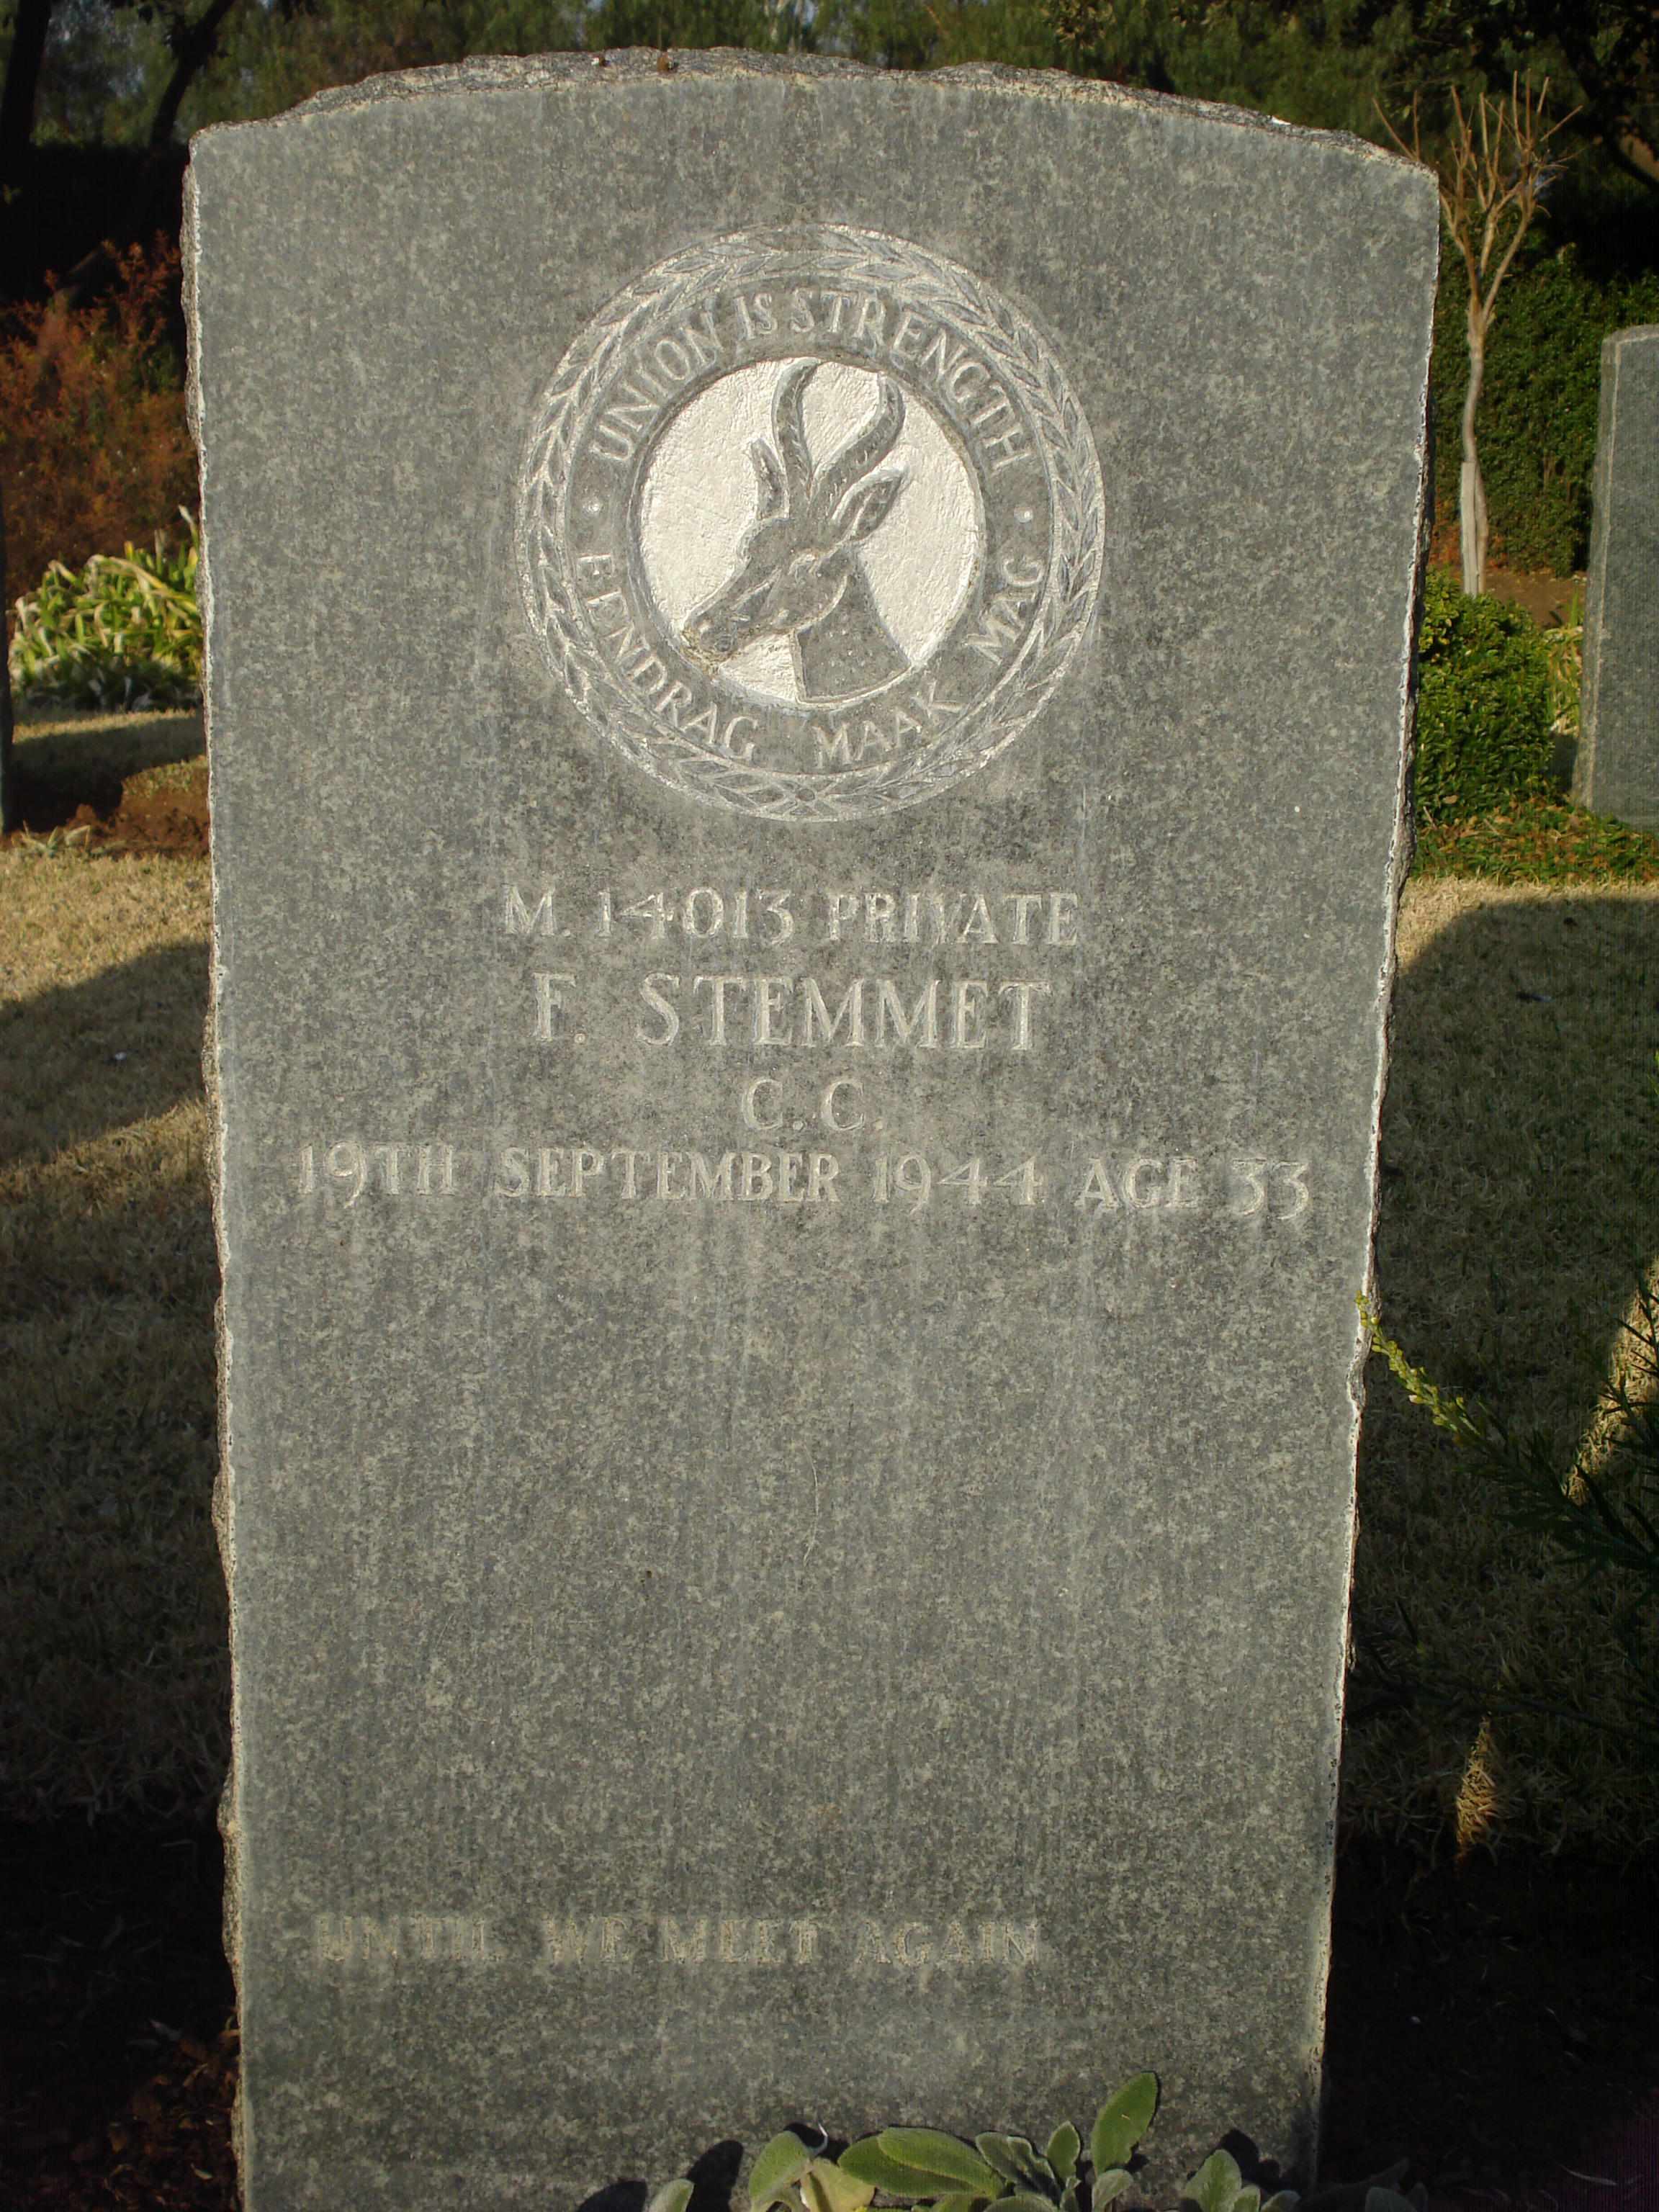 UNION IS STRENGTH
EENDRAG MAAK MAG
M. 14013 PRIVATE
F. STEMMET
C.C.
19TH SEPTEMBER 1944 AGE 33
UNTIL WE MEET AGAIN